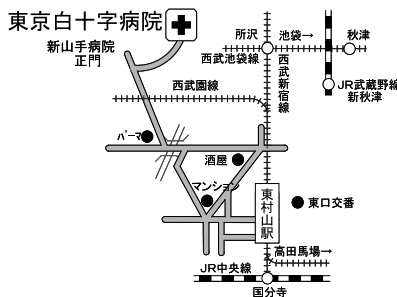 東京白十字病院
新山手病院
正門
所沢
池袋→
秋津
西武池袋線
西武新宿線
JR武蔵野線
新秋津
西武園線
パーマ
酒屋
マンション
東村山駅
東口交番
高田馬場→
JR中央線
国分寺